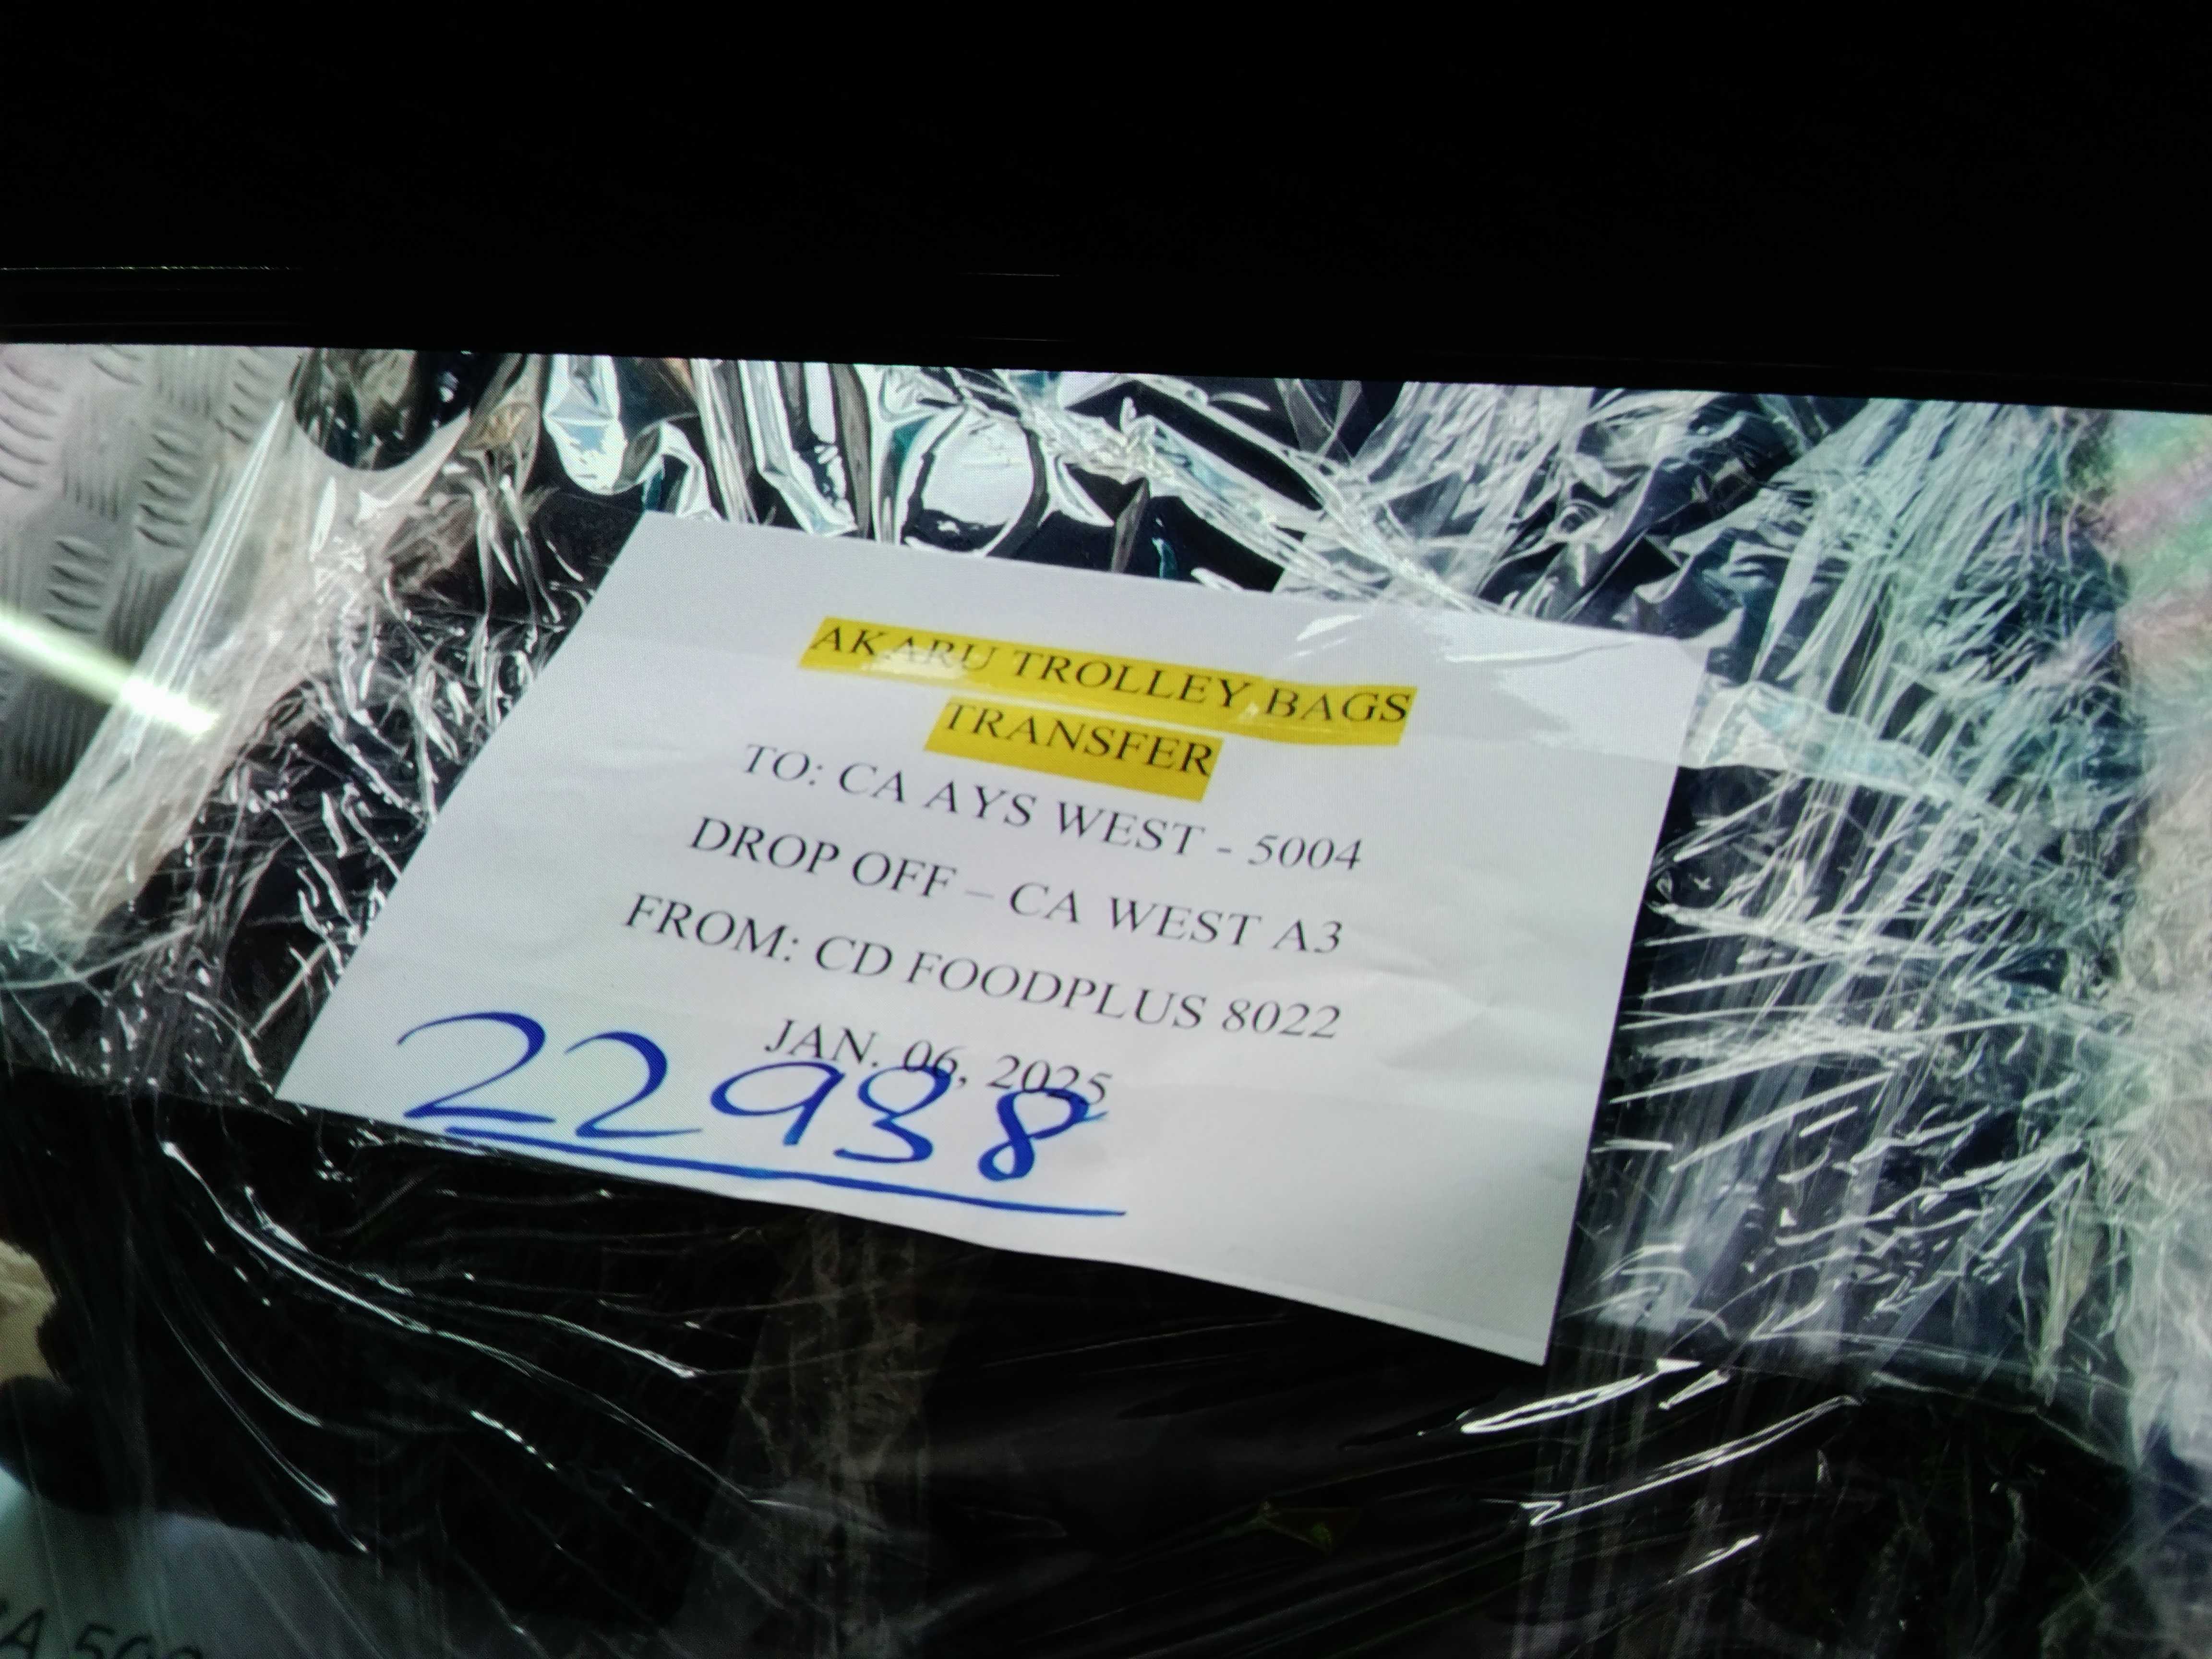 AKARU TROLLEY BAGS
TRANSFER
TO: CA AYS WEST - 5004
DROP OFF – CA WEST A3
FROM: CD FOODPLUS 8022
JAN. 06, 2025
22938